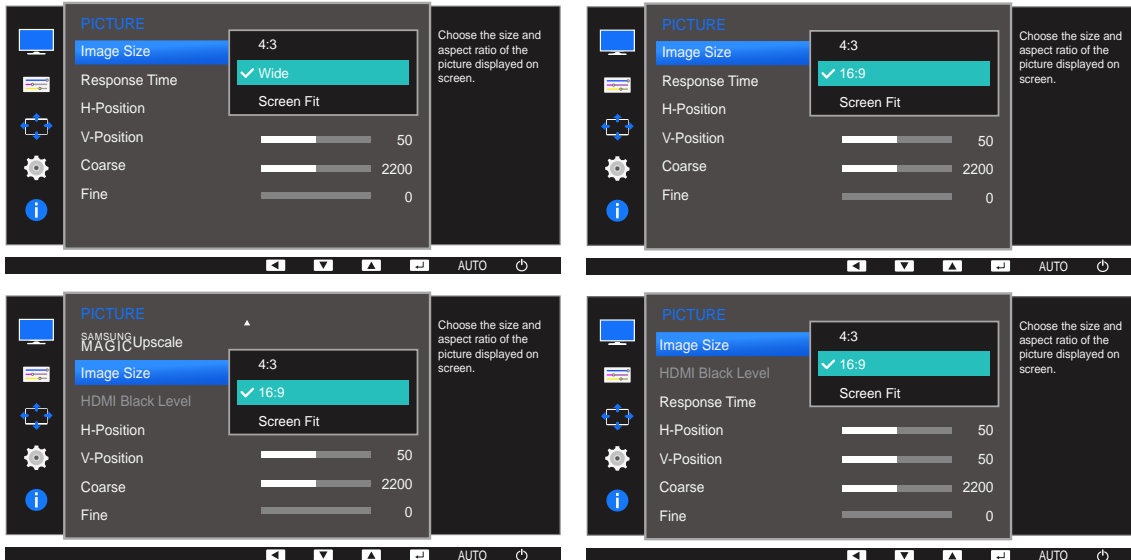 PICTURE
Image Size
Response Time
H-Position
V-Position
Coarse
Fine
4:3
Wide
Screen Fit
50
2200
0
Choose the size and
aspect ratio of the
picture displayed on
screen.
AUTO
PICTURE
Image Size
Response Time
H-Position
V-Position
Coarse
Fine
4:3
16:9
Screen Fit
50
2200
0
Choose the size and
aspect ratio of the
picture displayed on
screen.
AUTO
PICTURE
SAMSUNG
MAGIC Upscale
Image Size
HDMI Black Level
H-Position
V-Position
Coarse
Fine
4:3
16:9
Screen Fit
50
2200
0
Choose the size and
aspect ratio of the
picture displayed on
screen.
AUTO
PICTURE
Image Size
HDMI Black Level
Response Time
H-Position
V-Position
Coarse
Fine
4:3
16:9
Screen Fit
50
50
2200
0
Choose the size and
aspect ratio of the
picture displayed on
screen.
AUTO